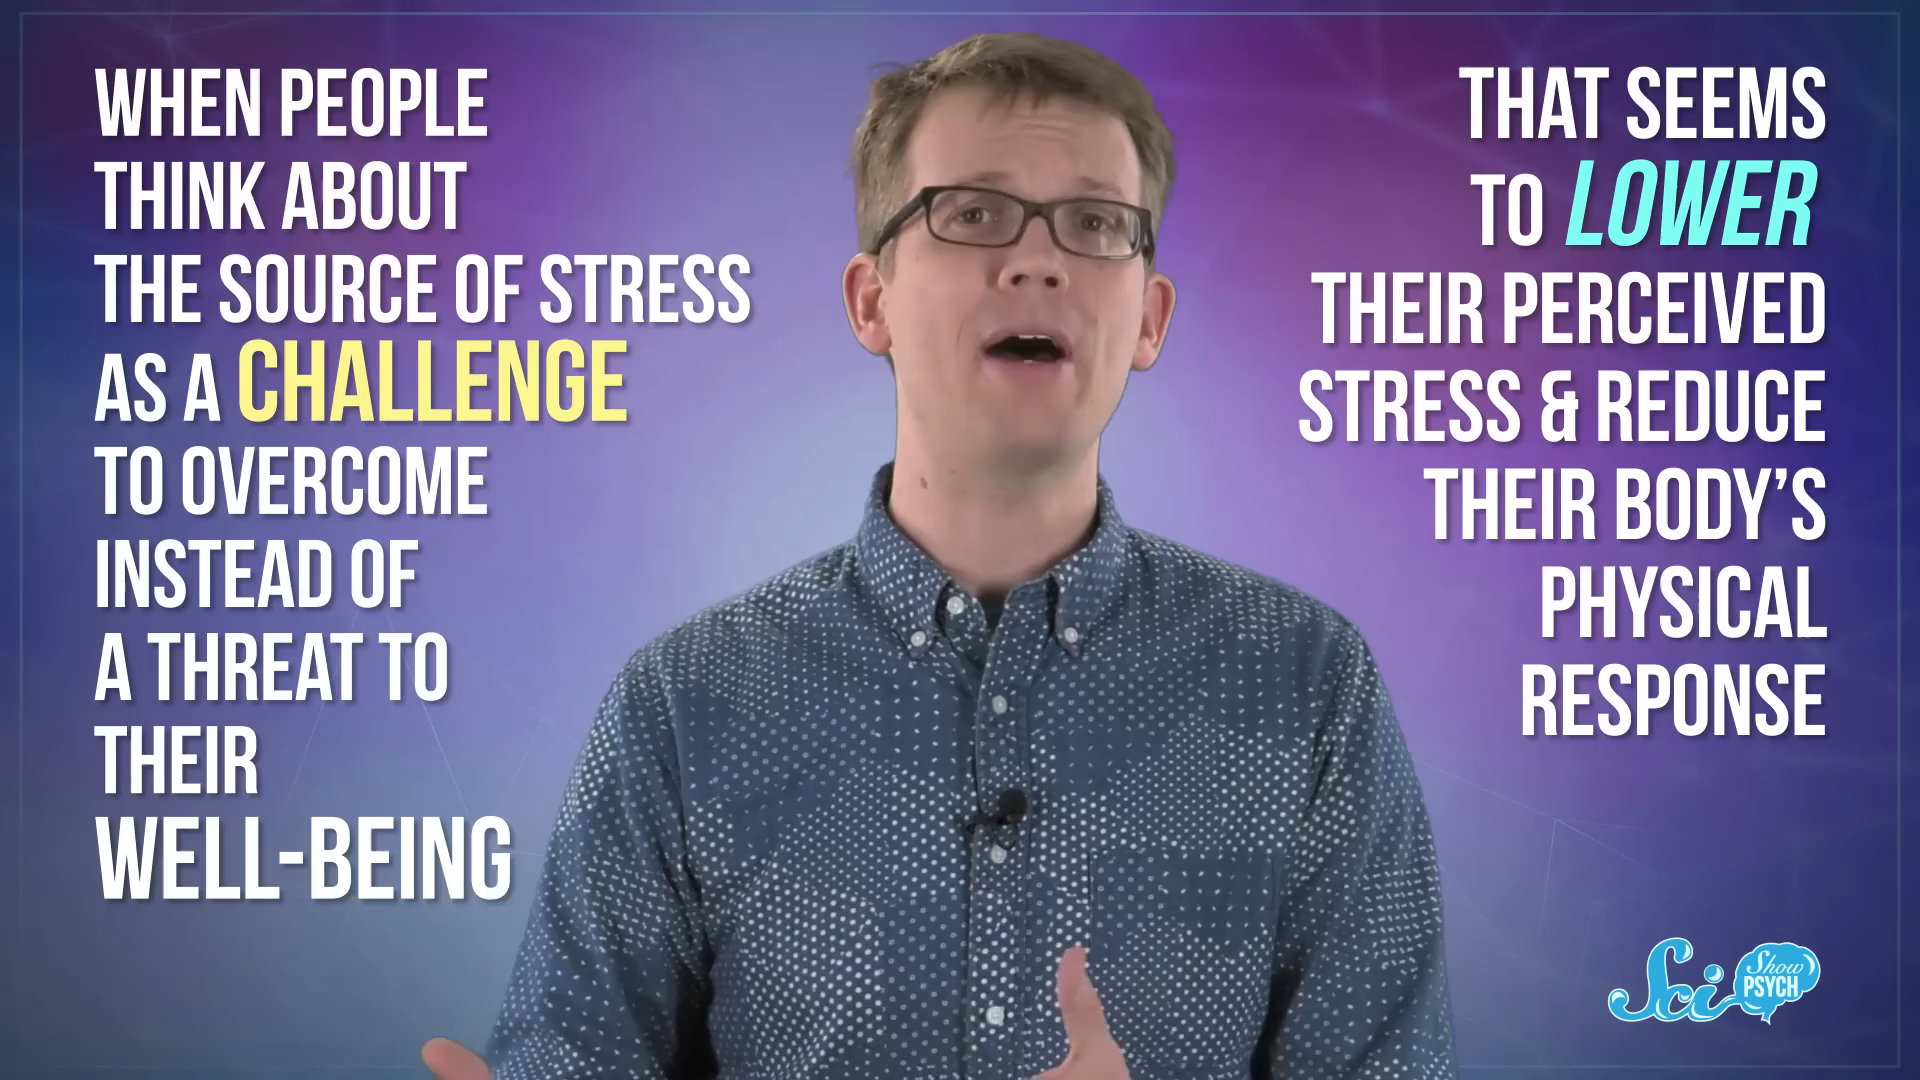 WHEN PEOPLE
THINK ABOUT
THE SOURCE OF STRESS
AS A CHALLENGE
TO OVERCOME
INSTEAD OF
A THREAT TO
THEIR
WELL-BEING
THAT SEEMS
TO LOWER
THEIR PERCEIVED
STRESS & REDUCE
THEIR BODY'S
PHYSICAL
RESPONSE
Sci Show
PSYCH